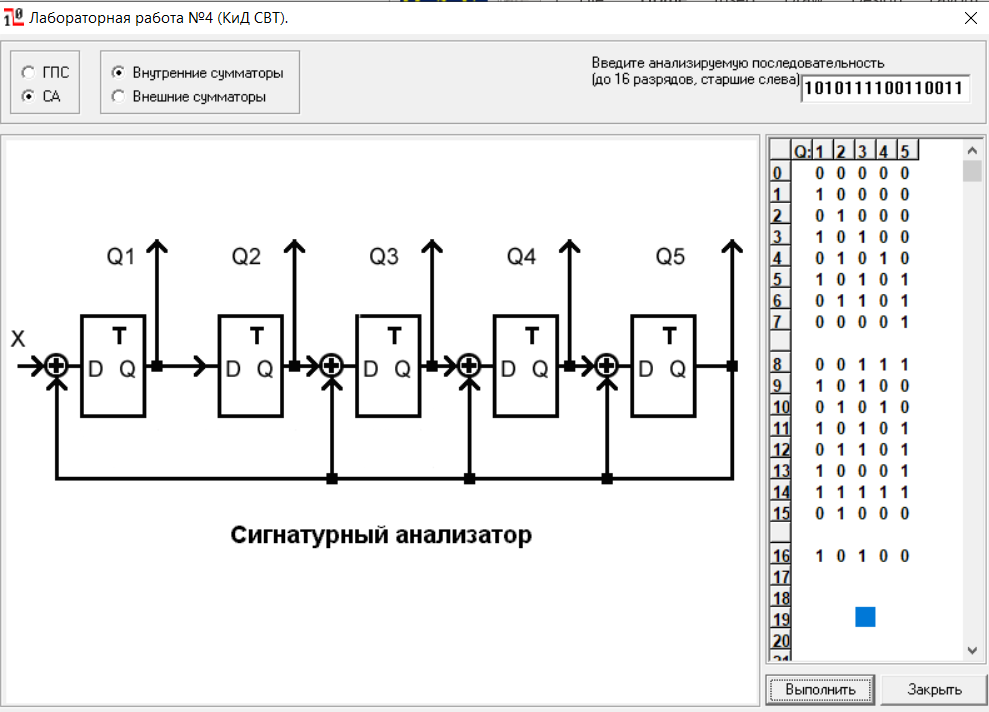 Лабораторная работа №4 (КиД СВТ).
ГПС
СА
Внутренние сумматоры
Внешние сумматоры
Введите анализируемую последовательность
(до 16 разрядов, старшие слева)
1010111100110011
Q1 Q2 Q3 Q4 Q5
X
T T T T T
D Q D Q D Q D Q D Q
Сигнатурный анализатор
Q: 1 2 3 4 5
0 0 0 0 0 0
1 1 0 0 0 0
2 0 1 0 0 0
3 1 0 1 0 0
4 0 1 0 1 0
5 1 0 1 0 1
6 0 1 1 0 1
7 0 0 0 0 1
8 0 0 1 1 1
9 1 0 1 0 0
10 0 1 0 1 0
11 1 0 1 0 1
12 0 1 1 0 1
13 1 0 0 0 1
14 1 1 1 1 1
15 0 1 0 0 0
16 1 0 1 0 0
17
18
19
20
Выполнить
Закрыть